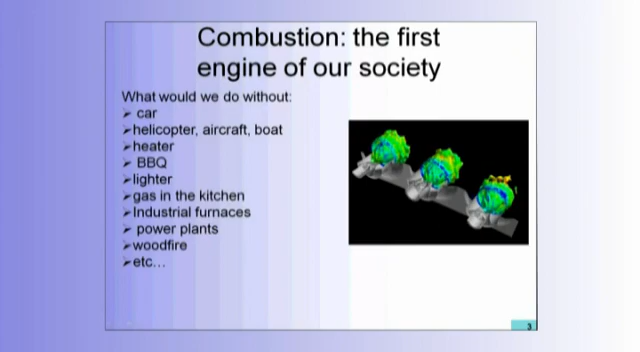 Combustion: the first
engine of our society
What would we do without:
➤ car
➤helicopter, aircraft, boat
➤heater
➤ BBQ
➤lighter
➤gas in the kitchen
➤Industrial furnaces
➤ power plants
➤woodfire
➤etc...
3